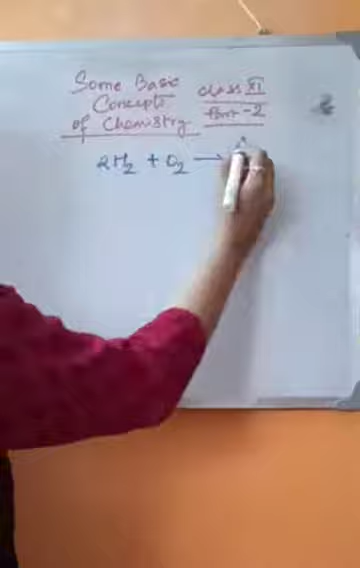 Some Basic
Concepts
of Chemistry
class XI
Part-2
2H₂ + O₂ →